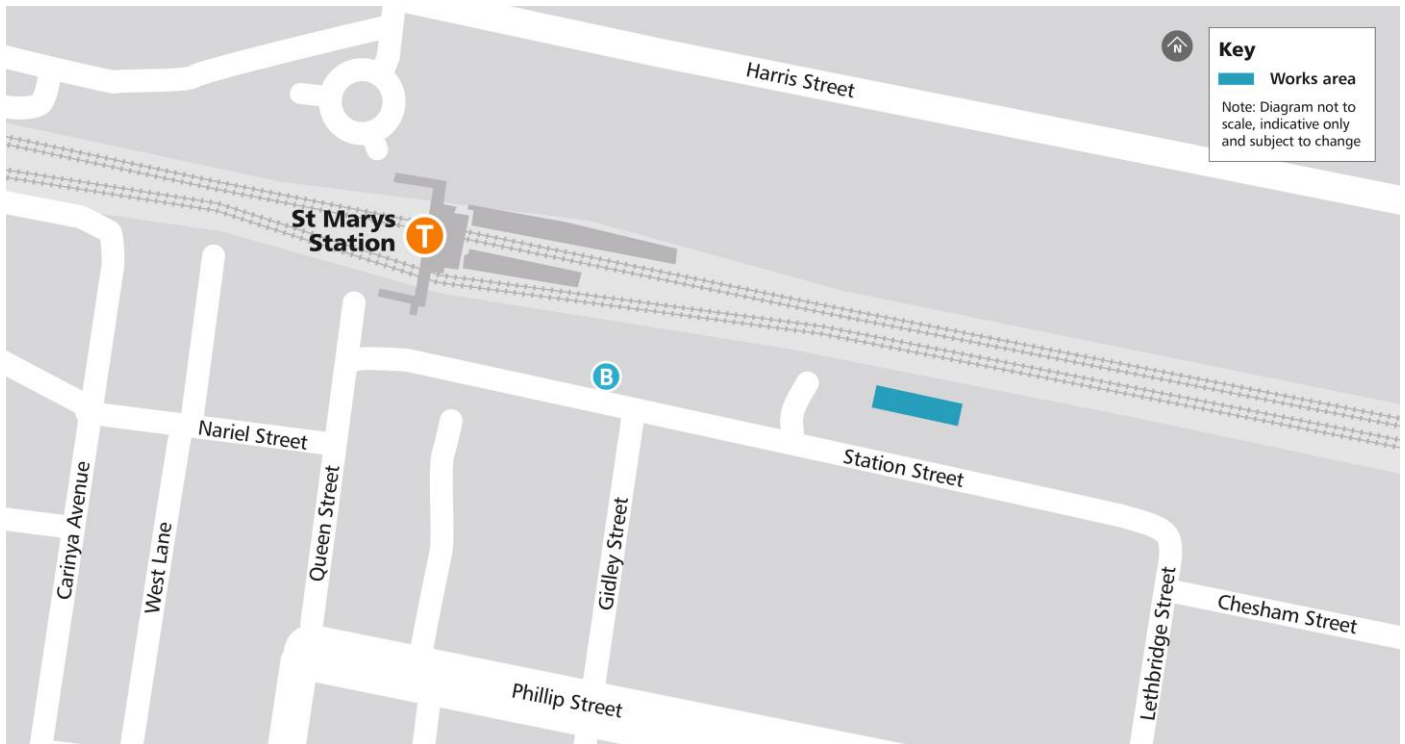 Harris Street
N
Key
Works area
Note: Diagram not to
scale, indicative only
and subject to change
St Marys
Station
T
B
Nariel Street
Station Street
Carinya Avenue
West Lane
Queen Street
Gidley Street
Lethbridge Street
Chesham Street
Phillip Street